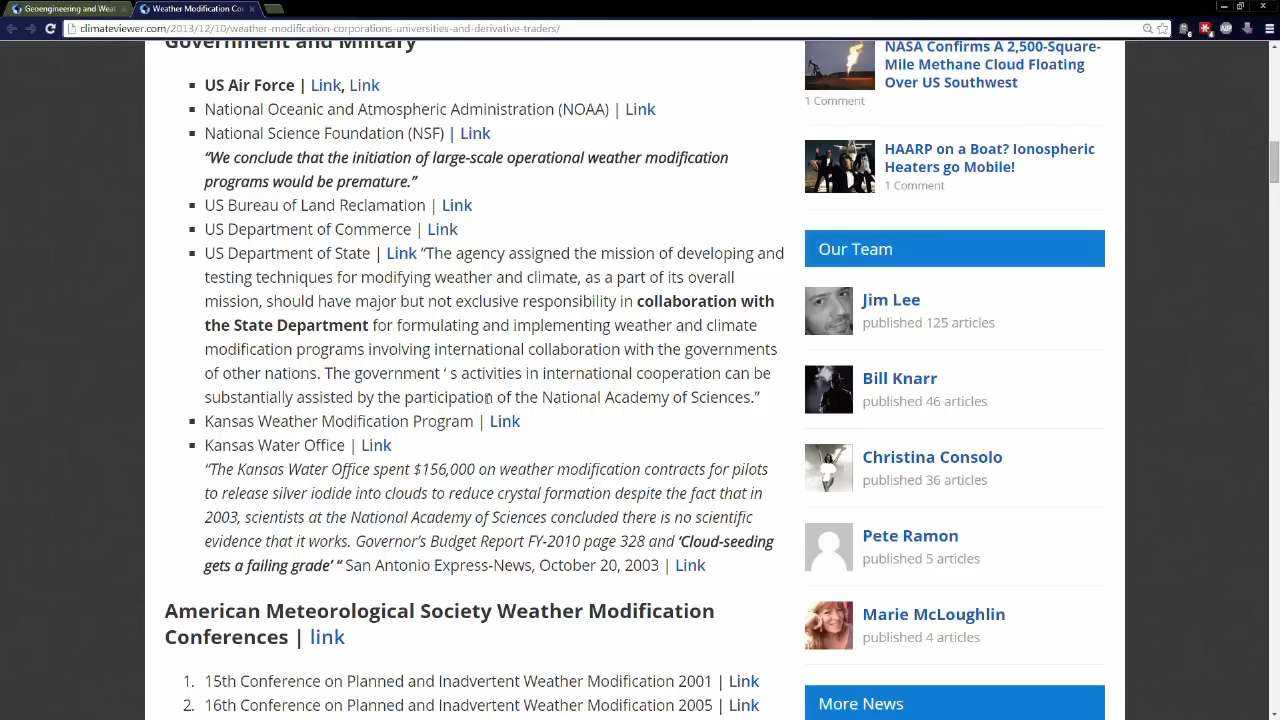 Geoengineering and Weat
Weather Modification Cor
climateviewer.com/2013/12/10/weather-modification-corporations-universities-and-derivative-traders/
Government and Military
US Air Force | Link, Link
National Oceanic and Atmospheric Administration (NOAA) | Link
National Science Foundation (NSF) | Link
“We conclude that the initiation of large-scale operational weather modification
programs would be premature.”
US Bureau of Land Reclamation | Link
US Department of Commerce | Link
US Department of State | Link “The agency assigned the mission of developing and
testing techniques for modifying weather and climate, as a part of its overall
mission, should have major but not exclusive responsibility in collaboration with
the State Department for formulating and implementing weather and climate
modification programs involving international collaboration with the governments
of other nations. The government ‘ s activities in international cooperation can be
substantially assisted by the participation of the National Academy of Sciences.”
Kansas Weather Modification Program | Link
Kansas Water Office | Link
“The Kansas Water Office spent $156,000 on weather modification contracts for pilots
to release silver iodide into clouds to reduce crystal formation despite the fact that in
2003, scientists at the National Academy of Sciences concluded there is no scientific
evidence that it works. Governor’s Budget Report FY-2010 page 328 and ‘Cloud-seeding
gets a failing grade’ “ San Antonio Express-News, October 20, 2003 | Link
American Meteorological Society Weather Modification
Conferences | link
1. 15th Conference on Planned and Inadvertent Weather Modification 2001 | Link
2. 16th Conference on Planned and Inadvertent Weather Modification 2005 | Link
NASA Confirms A 2,500-Square-
Mile Methane Cloud Floating
Over US Southwest
1 Comment
HAARP on a Boat? Ionospheric
Heaters go Mobile!
1 Comment
Our Team
Jim Lee
published 125 articles
Bill Knarr
published 46 articles
Christina Consolo
published 36 articles
Pete Ramon
published 5 articles
Marie McLoughlin
published 4 articles
More News